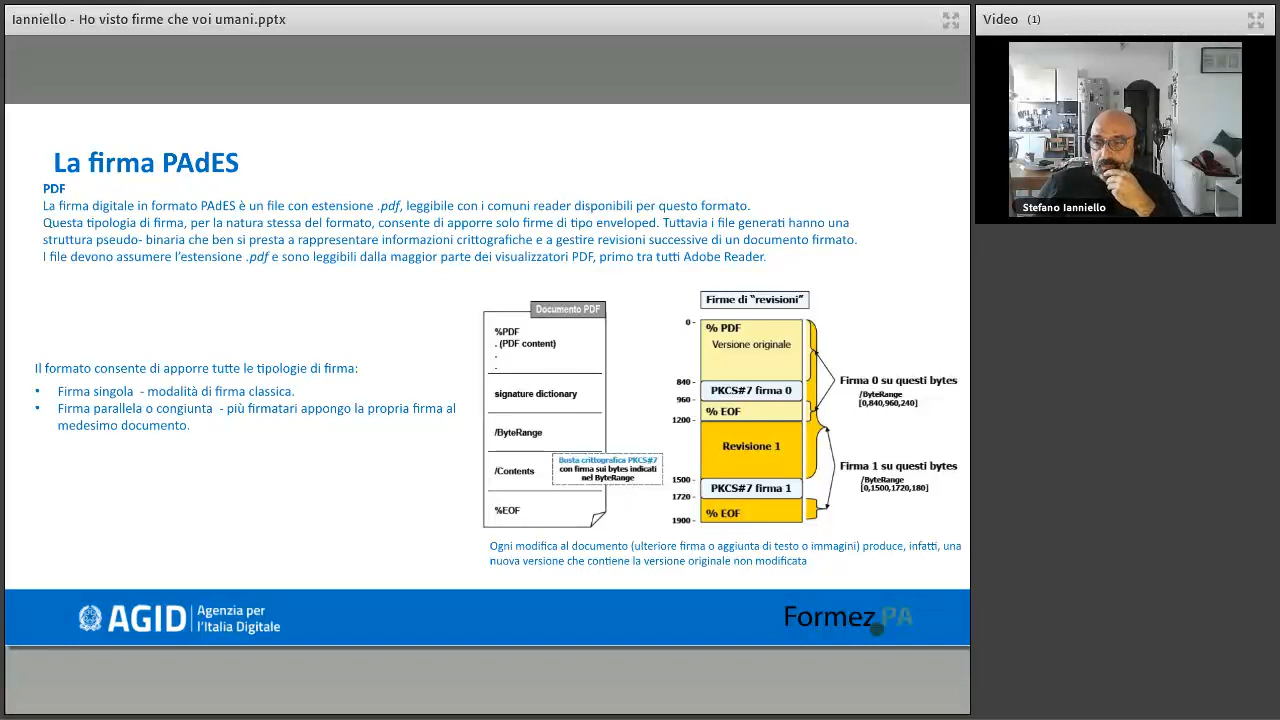 Ianniello - Ho visto firme che voi umani.pptx
Video (1)
Stefano Ianniello
La firma PAdES
PDF
La firma digitale in formato PAdES è un file con estensione .pdf, leggibile con i comuni reader disponibili per questo formato.
Questa tipologia di firma, per la natura stessa del formato, consente di apporre solo firme di tipo enveloped. Tuttavia i file generati hanno una
struttura pseudo- binaria che ben si presta a rappresentare informazioni crittografiche e a gestire revisioni successive di un documento firmato.
I file devono assumere l'estensione .pdf e sono leggibili dalla maggior parte dei visualizzatori PDF, primo tra tutti Adobe Reader.
Il formato consente di apporre tutte le tipologie di firma:
• Firma singola - modalità di firma classica.
• Firma parallela o congiunta - più firmatari appongo la propria firma al
medesimo documento.
Documento PDF
%PDF
. (PDF content)
.
.
signature dictionary
/ByteRange
/Contents
%EOF
Busta crittografica PKCS#7
con firma sui bytes indicati
nel ByteRange
Firme di "revisioni"
0 -
% PDF
Versione originale
840 -
PKCS#7 firma 0
960 -
% EOF
1200 -
Revisione 1
1500 -
PKCS#7 firma 1
1720 -
% EOF
1900 -
Firma 0 su questi bytes
/ByteRange
[0,840,960,240]
Firma 1 su questi bytes
/ByteRange
[0,1500,1720,180]
Ogni modifica al documento (ulteriore firma o aggiunta di testo o immagini) produce, infatti, una
nuova versione che contiene la versione originale non modificata
AGID
Agenzia per
l'Italia Digitale
Formez PA